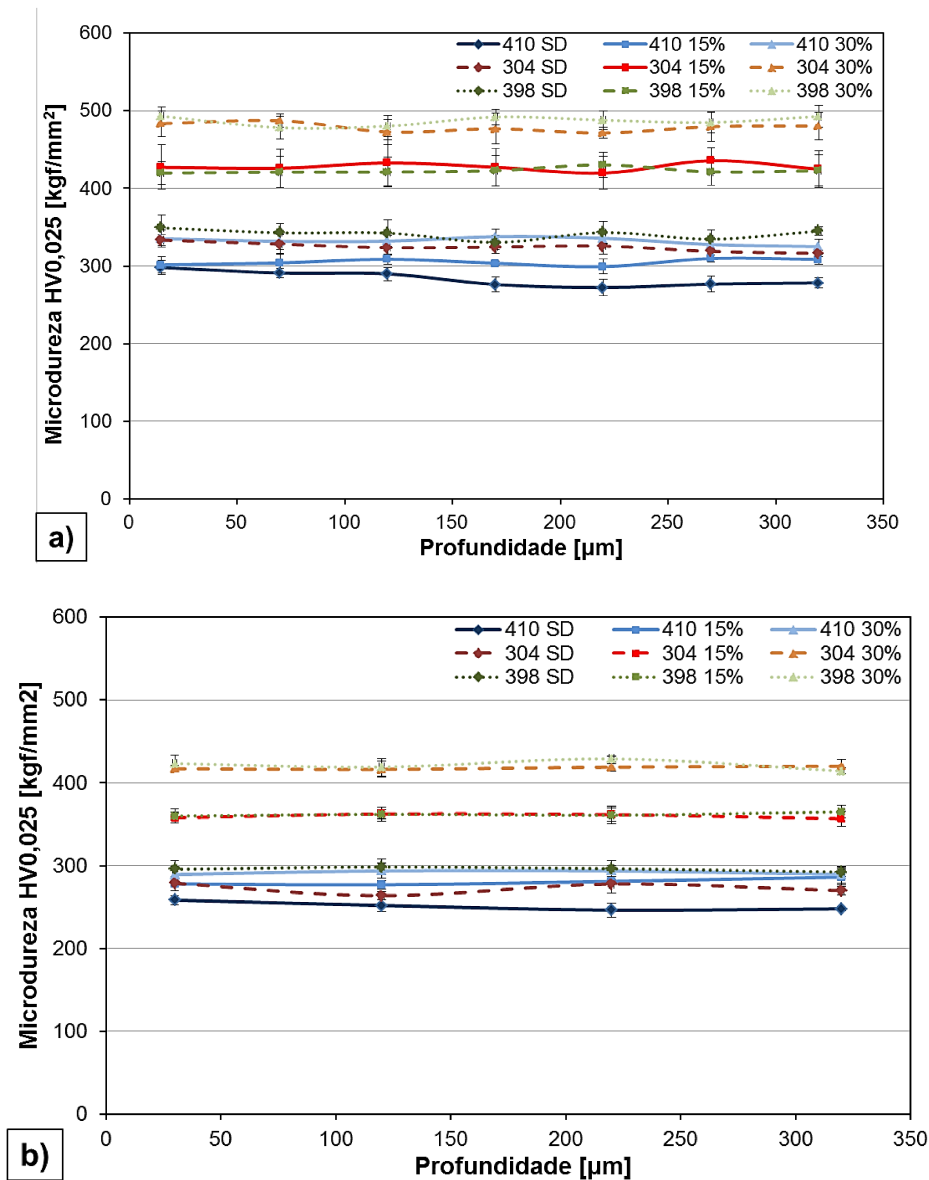 600
410 SD 410 15% 410 30%
304 SD 304 15% 304 30%
398 SD 398 15% 398 30%
500
400
300
200
100
0
Microdureza HV0,025 [kgf/mm²]
0 50 100 150 200 250 300 350
Profundidade [µm]
a)
600
410 SD 410 15% 410 30%
304 SD 304 15% 304 30%
398 SD 398 15% 398 30%
500
400
300
200
100
0
Microdureza HV0,025 [kgf/mm2]
0 50 100 150 200 250 300 350
Profundidade [µm]
b)